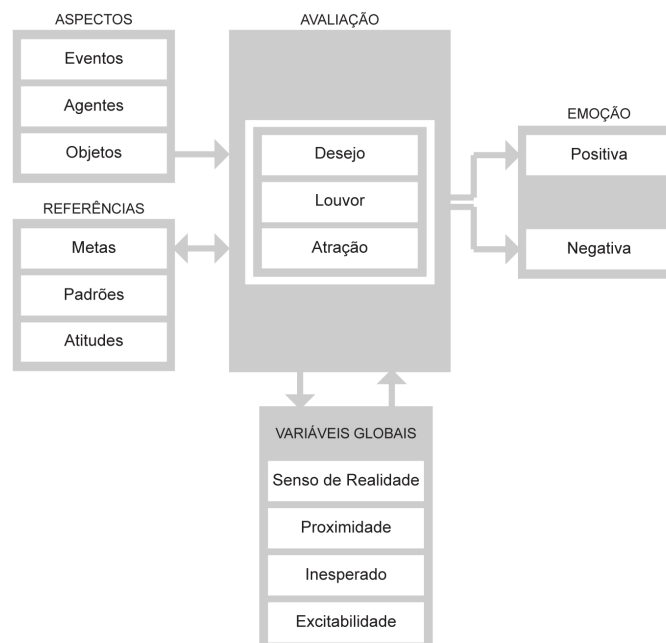 ASPECTOS
Eventos
Agentes
Objetos
REFERÊNCIAS
Metas
Padrões
Atitudes
AVALIAÇÃO
Desejo
Louvor
Atração
EMOÇÃO
Positiva
Negativa
VARIÁVEIS GLOBAIS
Senso de Realidade
Proximidade
Inesperado
Excitabilidade